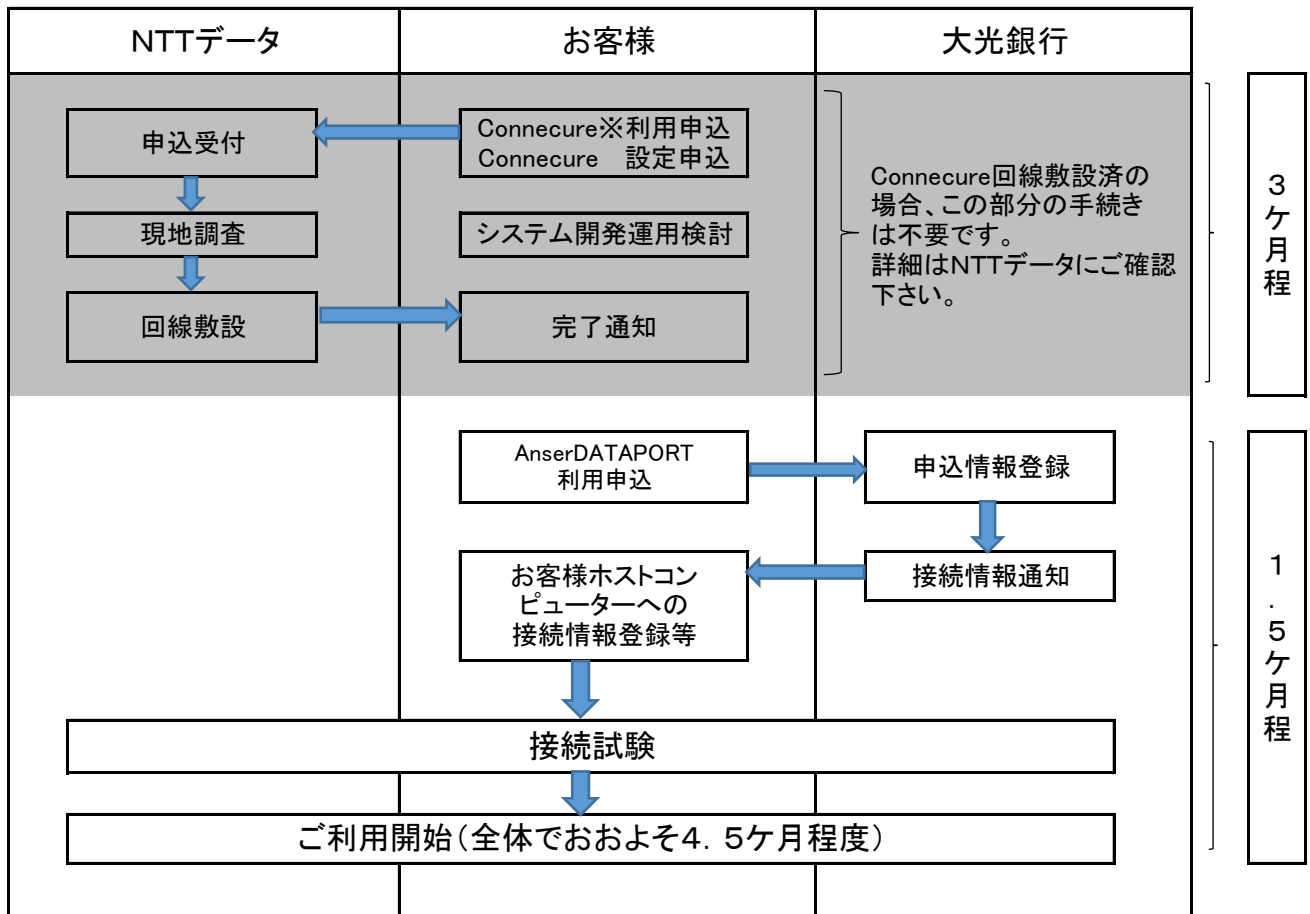 NTTデータ
お客様
大光銀行
申込受付
Connecure※利用申込
Connecure　設定申込
現地調査
システム開発運用検討
回線敷設
完了通知
Connecure回線敷設済の
場合、この部分の手続き
は不要です。
詳細はNTTデータにご確認
下さい。
３ケ月程
AnserDATAPORT
利用申込
申込情報登録
お客様ホストコン
ピューターへの
接続情報登録等
接続情報通知
接続試験
ご利用開始（全体でおおよそ４．５ケ月程度）
１．５ケ月程